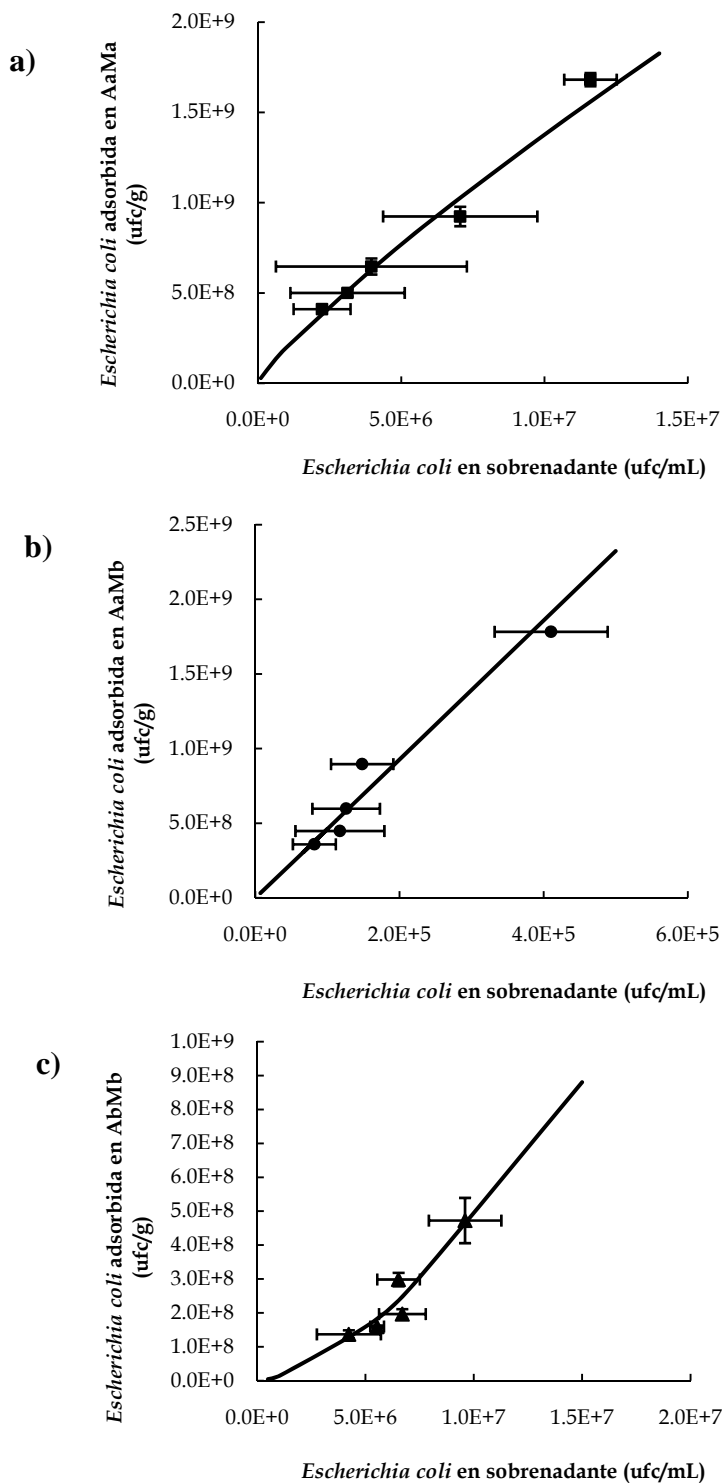 a)
Escherichia coli adsorbida en AaMa
(ufc/g)
2.0E+9
1.5E+9
1.0E+9
5.0E+8
0.0E+0
0.0E+0 5.0E+6 1.0E+7 1.5E+7
Escherichia coli en sobrenadante (ufc/mL)
b)
Escherichia coli adsorbida en AaMb
(ufc/g)
2.5E+9
2.0E+9
1.5E+9
1.0E+9
5.0E+8
0.0E+0
0.0E+0 2.0E+5 4.0E+5 6.0E+5
Escherichia coli en sobrenadante (ufc/mL)
c)
Escherichia coli adsorbida en AbMb
(ufc/g)
1.0E+9
9.0E+8
8.0E+8
7.0E+8
6.0E+8
5.0E+8
4.0E+8
3.0E+8
2.0E+8
1.0E+8
0.0E+0
0.0E+0 5.0E+6 1.0E+7 1.5E+7 2.0E+7
Escherichia coli en sobrenadante (ufc/mL)